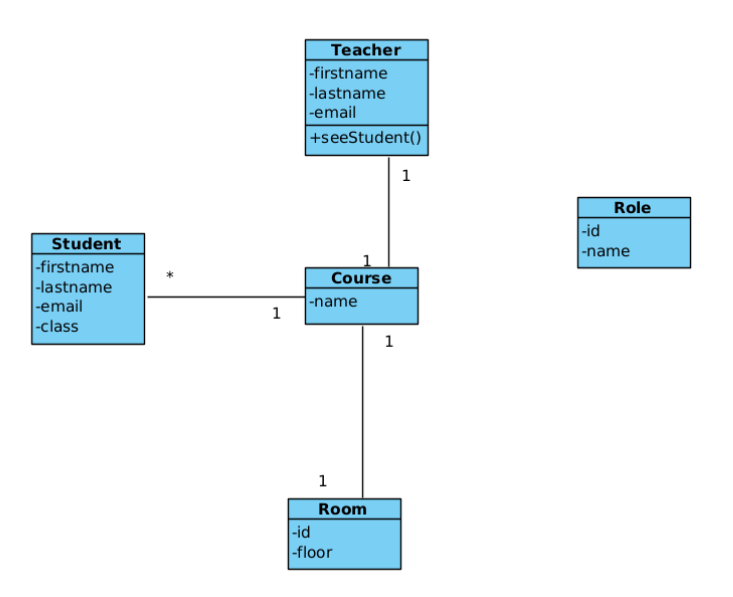 Teacher
-firstname
-lastname
-email
+seeStudent()
1
Role
-id
-name
Student
-firstname
-lastname
-email
-class
*
1
1
Course
-name
1
1
Room
-id
-floor